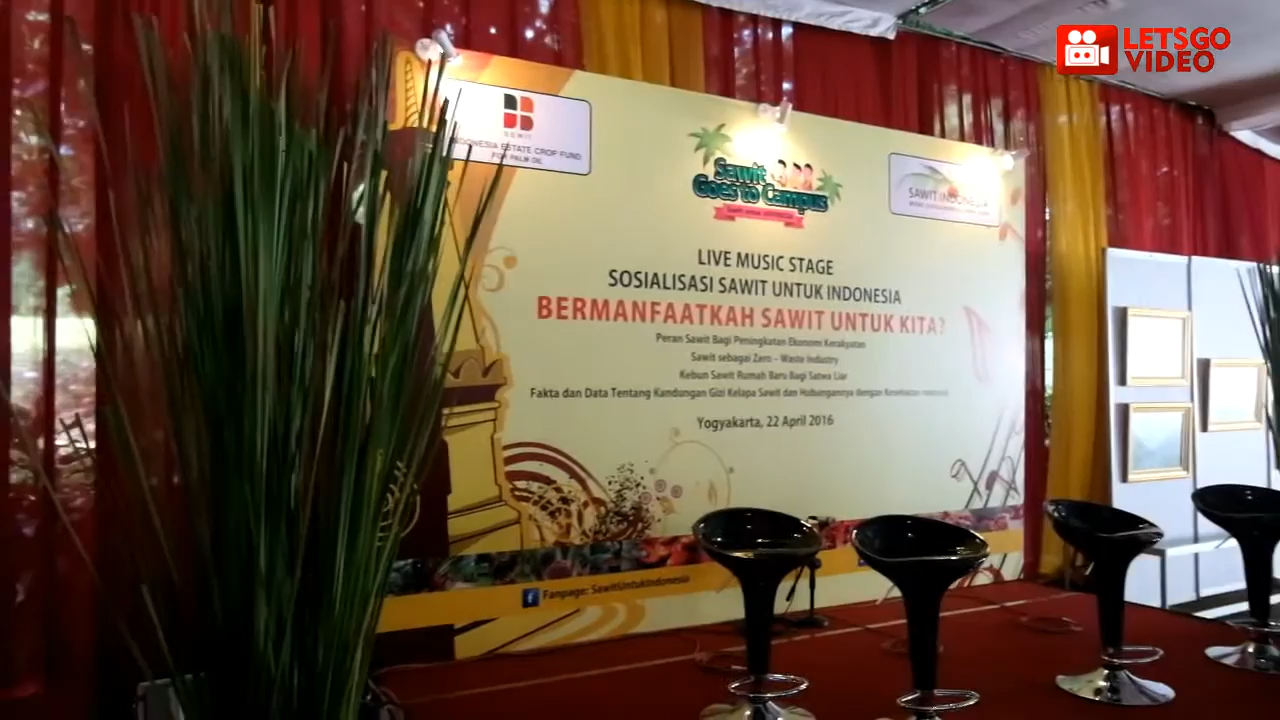 LETSGO
VIDEO
SAWIT
INDONESIA ESTATE CROP FUND
FOR PALM OIL
Sawit
Goes to Campus
SAWIT INDONESIA
LIVE MUSIC STAGE
SOSIALISASI SAWIT UNTUK INDONESIA
BERMANFAATKAH SAWIT UNTUK KITA?
Peran Sawit Bagi Peningkatan Ekonomi Kerakyatan
Sawit sebagai Zero - Waste Industry
Kebun Sawit Rumah Baru Bagi Satwa Liar
Fakta dan Data Tentang Kandungan Gizi Kelapa Sawit dan Hubungannya dengan Kesehatan
Yogyakarta, 22 April 2016
Fanpage: SawitUntukIndonesia